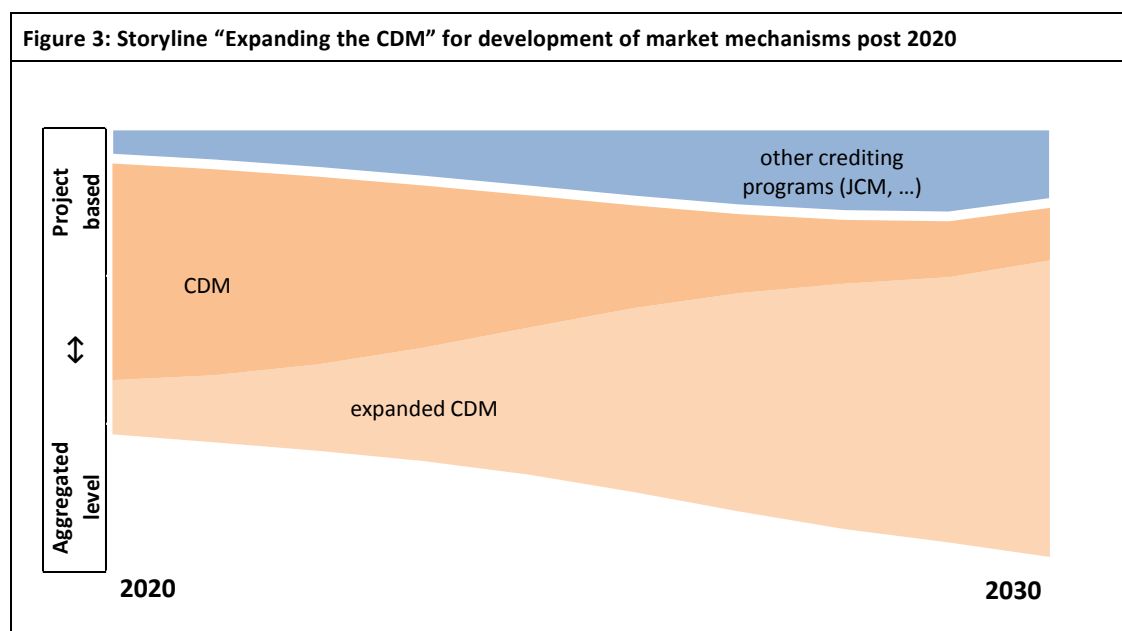 Figure 3: Storyline “Expanding the CDM” for development of market mechanisms post 2020
Project
based
↔
Aggregated
level
other crediting
programs (JCM, …)
CDM
expanded CDM
2020
2030